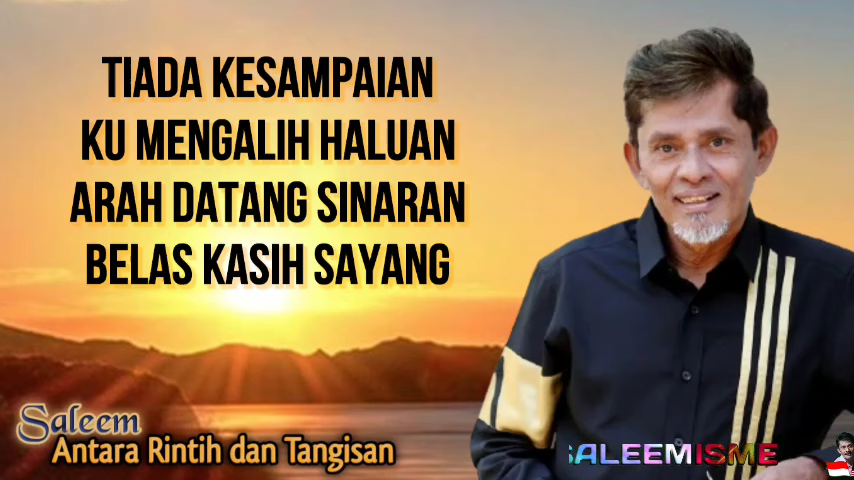 TIADA KESAMPAIAN
KU MENGALIH HALUAN
ARAH DATANG SINARAN
BELAS KASIH SAYANG
Saleem
Antara Rintih dan Tangisan
SALEEMISME